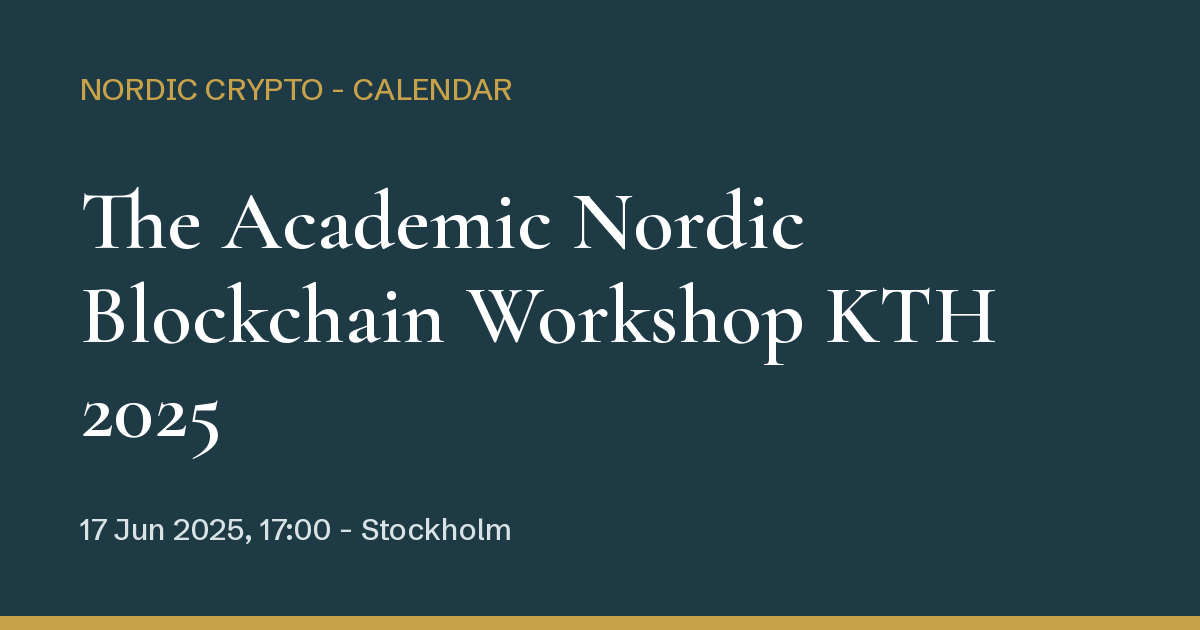 NORDIC CRYPTO - CALENDAR
The Academic Nordic
Blockchain Workshop KTH
2025
17 Jun 2025, 17:00 - Stockholm